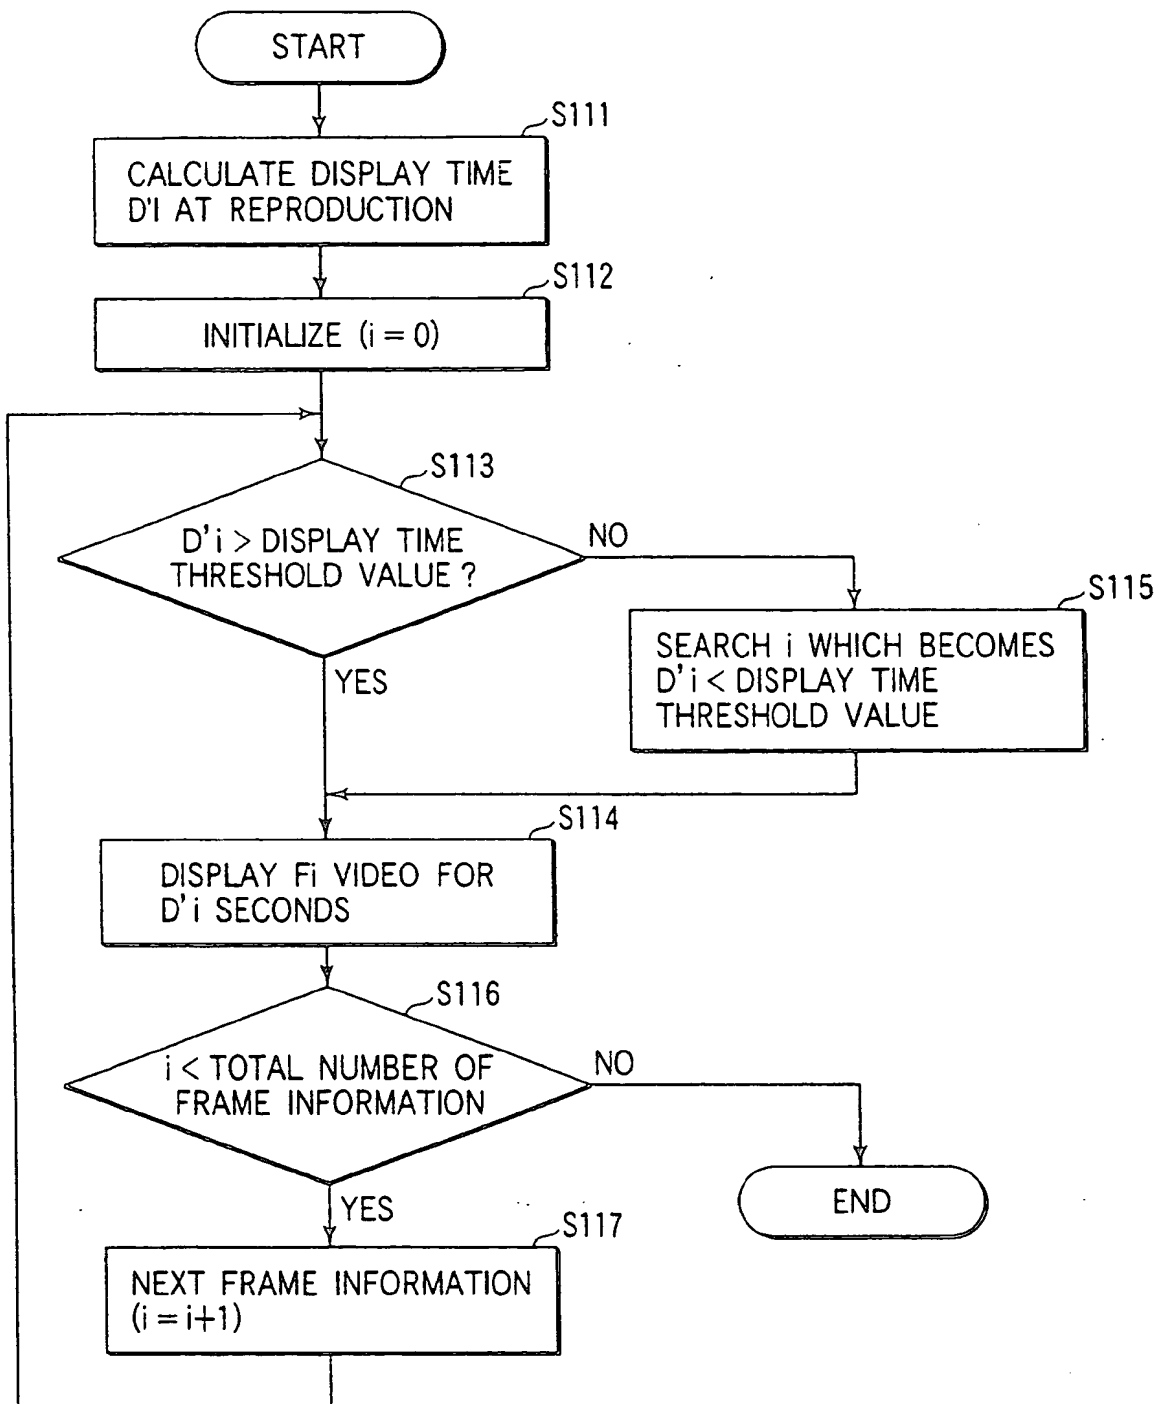 START
S111
CALCULATE DISPLAY TIME
D'I AT REPRODUCTION
S112
INITIALIZE (i = 0)
S113
D'i > DISPLAY TIME
THRESHOLD VALUE ?
NO
YES
S115
SEARCH i WHICH BECOMES
D'i < DISPLAY TIME
THRESHOLD VALUE
S114
DISPLAY Fi VIDEO FOR
D'i SECONDS
S116
i < TOTAL NUMBER OF
FRAME INFORMATION
NO
YES
END
S117
NEXT FRAME INFORMATION
(i = i+1)